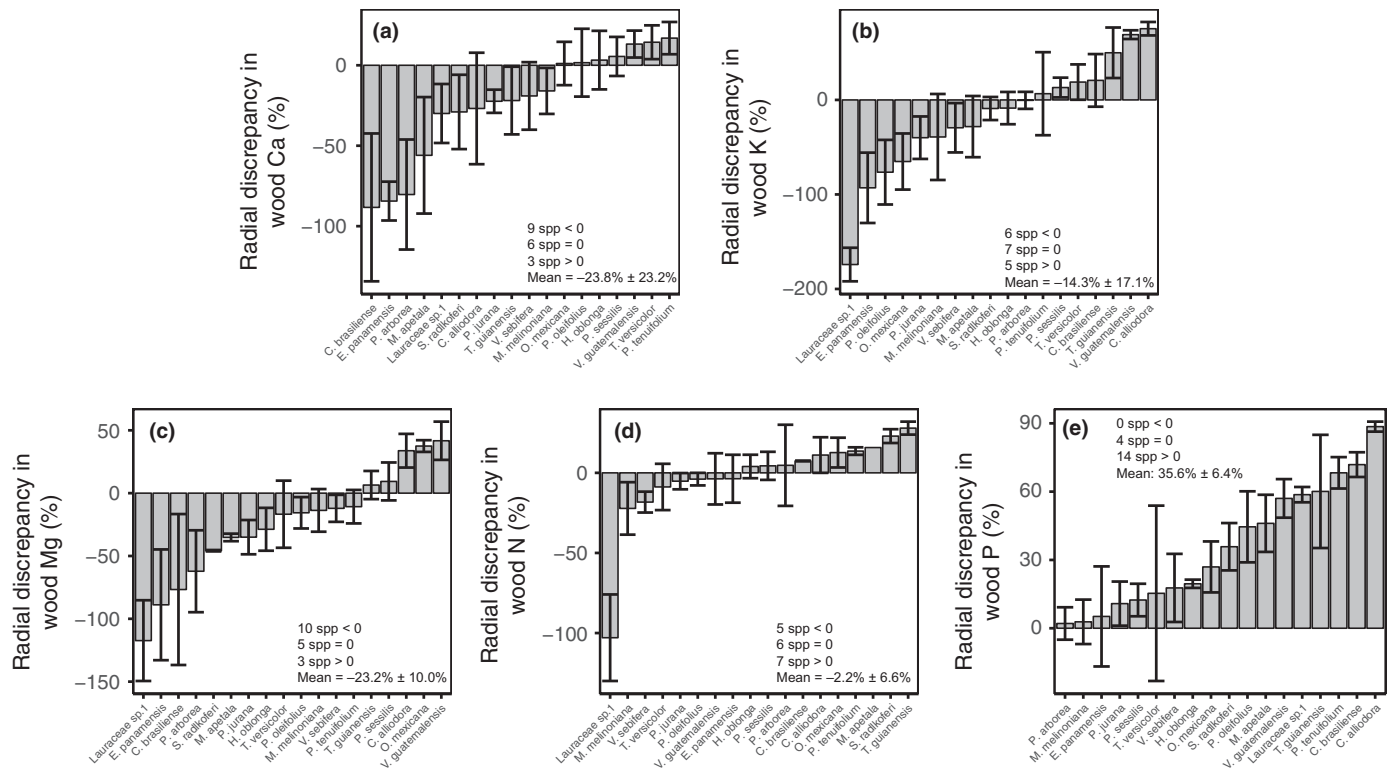 (a)
Radial discrepancy in
wood Ca (%)
0
−50
−100
9 spp < 0
6 spp = 0
3 spp > 0
Mean = −23.8% ± 23.2%
C. brasiliense
E. panamensis
P. arborea
M. apetala
Lauraceae sp.1
S. radlkoferi
C. alliodora
P. jurana
T. guianensis
V. sebifera
M. melinoniana
O. mexicana
P. oleifolius
H. oblonga
P. sessilis
V. guatemalensis
T. versicolor
P. tenuifolium
(b)
Radial discrepancy in
wood K (%)
0
−100
−200
6 spp < 0
7 spp = 0
5 spp > 0
Mean = −14.3% ± 17.1%
Lauraceae sp.1
E. panamensis
P. oleifolius
O. mexicana
P. jurana
M. melinoniana
V. sebifera
M. apetala
S. radlkoferi
H. oblonga
P. arborea
P. tenuifolium
P. sessilis
T. versicolor
C. brasiliense
T. guianensis
V. guatemalensis
C. alliodora
(c)
Radial discrepancy in
wood Mg (%)
50
0
−50
−100
−150
10 spp < 0
5 spp = 0
3 spp > 0
Mean = −23.2% ± 10.0%
Lauraceae sp.1
E. panamensis
C. brasiliense
P. arborea
S. radlkoferi
M. apetala
P. jurana
H. oblonga
T. versicolor
P. oleifolius
M. melinoniana
V. sebifera
P. tenuifolium
T. guianensis
P. sessilis
C. alliodora
O. mexicana
V. guatemalensis
(d)
Radial discrepancy in
wood N (%)
0
−50
−100
5 spp < 0
6 spp = 0
7 spp > 0
Mean = −2.2% ± 6.6%
Lauraceae sp.1
M. melinoniana
V. sebifera
T. versicolor
P. jurana
P. oleifolius
V. guatemalensis
E. panamensis
H. oblonga
P. sessilis
P. arborea
C. brasiliense
C. alliodora
O. mexicana
P. tenuifolium
M. apetala
S. radlkoferi
T. guianensis
(e)
Radial discrepancy in
wood P (%)
90
60
30
0
0 spp < 0
4 spp = 0
14 spp > 0
Mean: 35.6% ± 6.4%
P. arborea
M. melinoniana
E. panamensis
P. jurana
P. sessilis
T. versicolor
V. sebifera
H. oblonga
O. mexicana
S. radlkoferi
P. oleifolius
M. apetala
V. guatemalensis
Lauraceae sp.1
T. guianensis
P. tenuifolium
C. brasiliense
C. alliodora